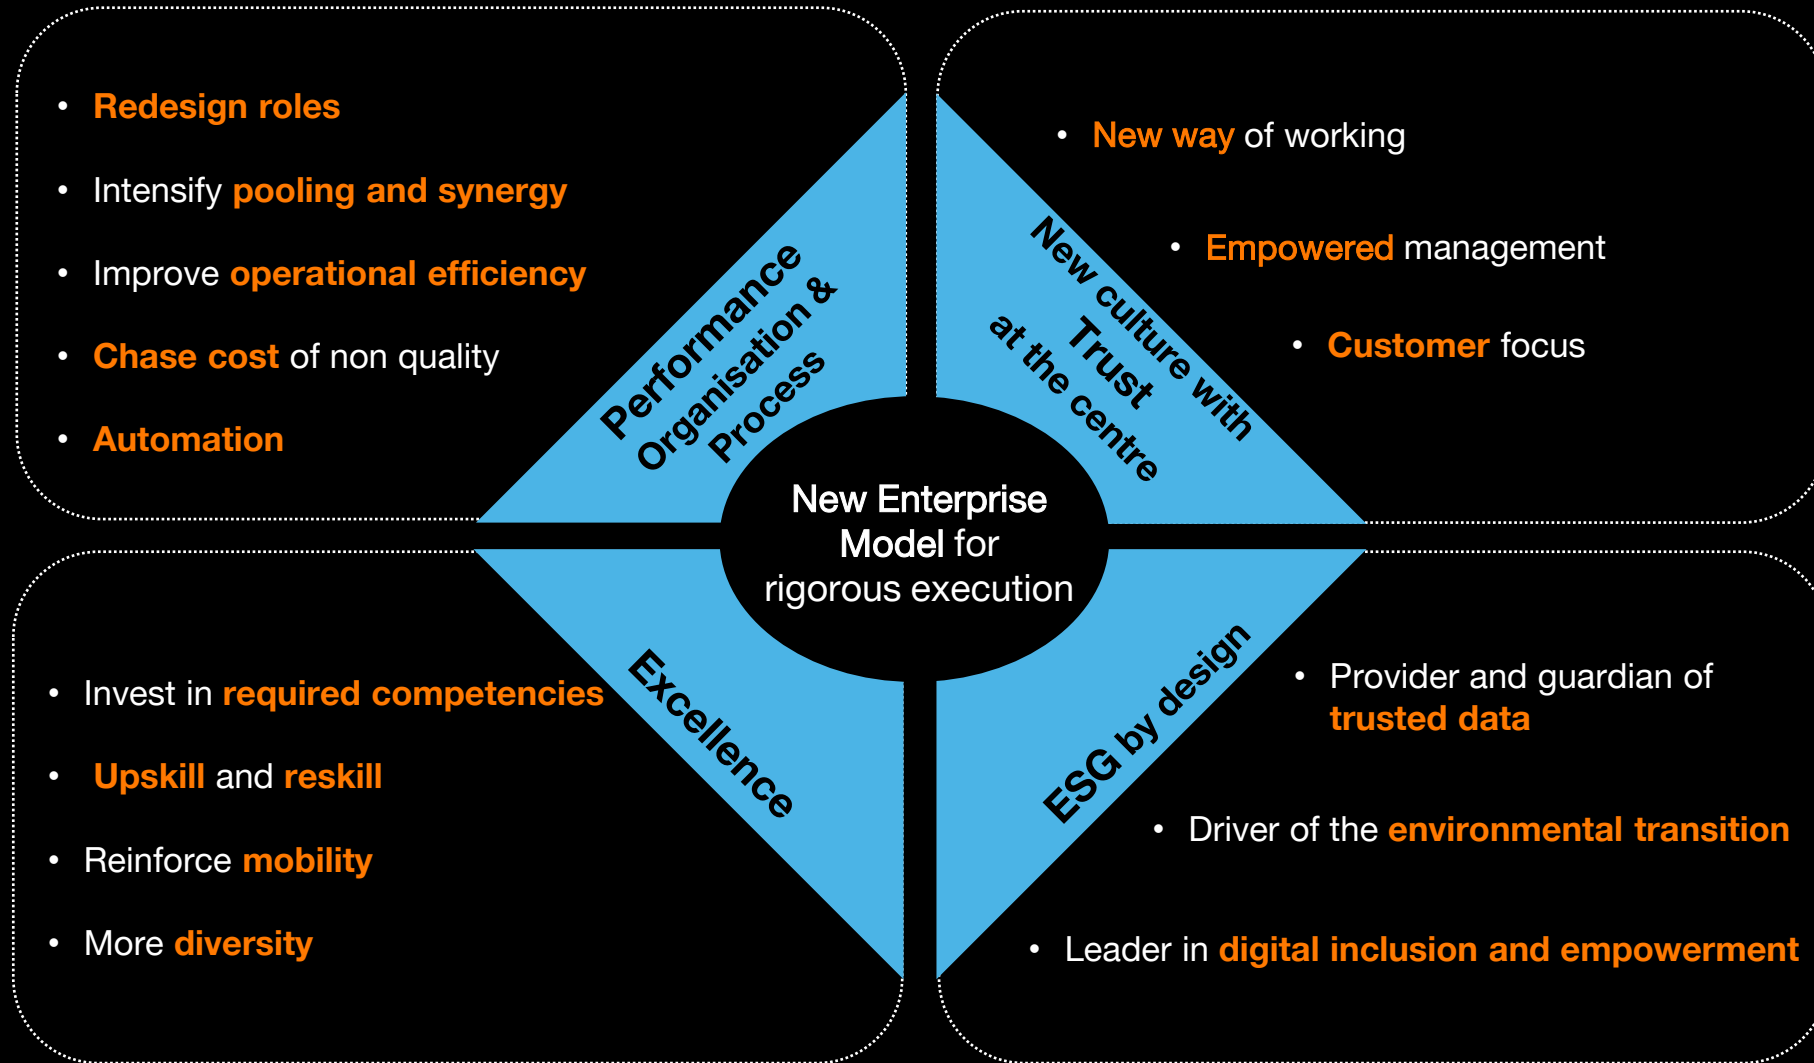 • Redesign roles
• Intensify pooling and synergy
• Improve operational efficiency
• Chase cost of non quality
• Automation
Performance
Organisation &
Process
• New way of working
• Empowered management
• Customer focus
New culture with
Trust
at the centre
New Enterprise
Model for
rigorous execution
• Invest in required competencies
• Upskill and reskill
• Reinforce mobility
• More diversity
Excellence
ESG by design
• Provider and guardian of
trusted data
• Driver of the environmental transition
• Leader in digital inclusion and empowerment